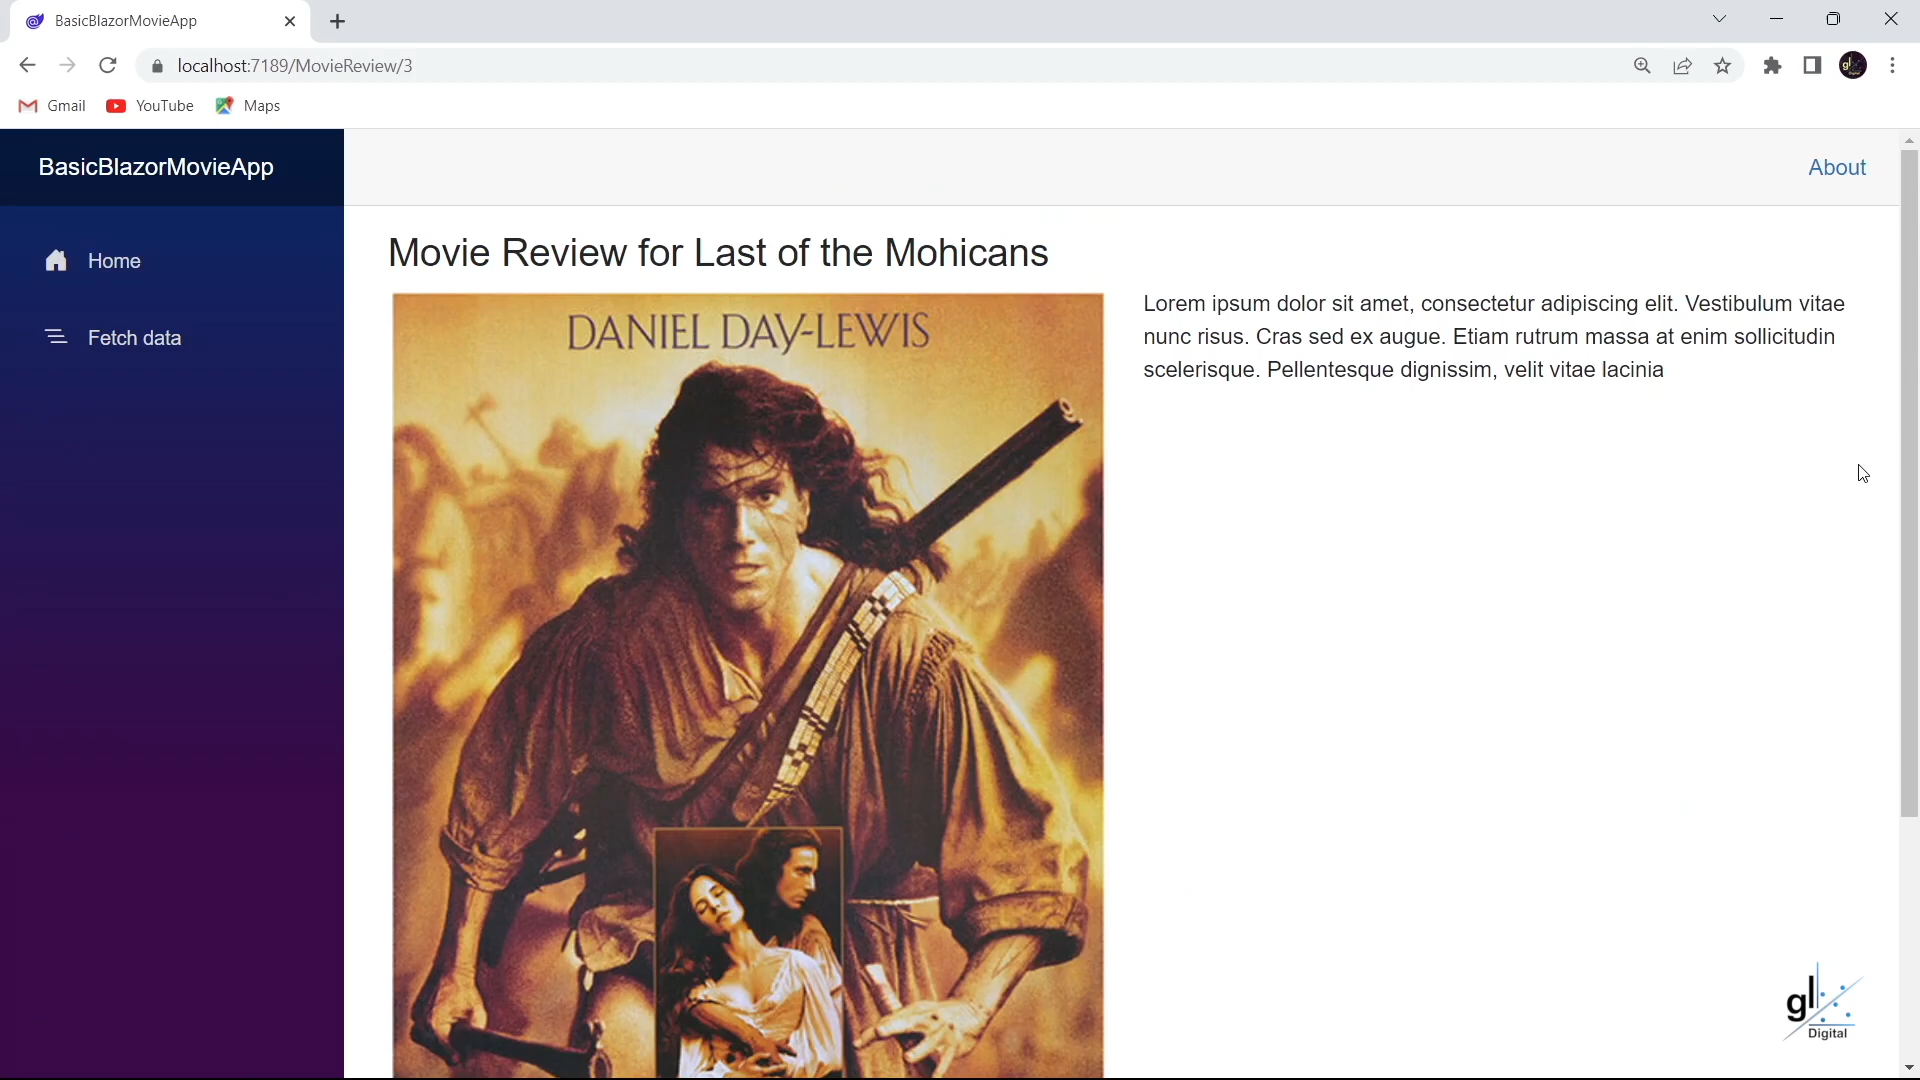 BasicBlazorMovieApp
localhost:7189/MovieReview/3
Gmail
YouTube
Maps
BasicBlazorMovieApp
About
Home
Fetch data
Movie Review for Last of the Mohicans
DANIEL DAY-LEWIS
Lorem ipsum dolor sit amet, consectetur adipiscing elit. Vestibulum vitae
nunc risus. Cras sed ex augue. Etiam rutrum massa at enim sollicitudin
scelerisque. Pellentesque dignissim, velit vitae lacinia
gl
Digital